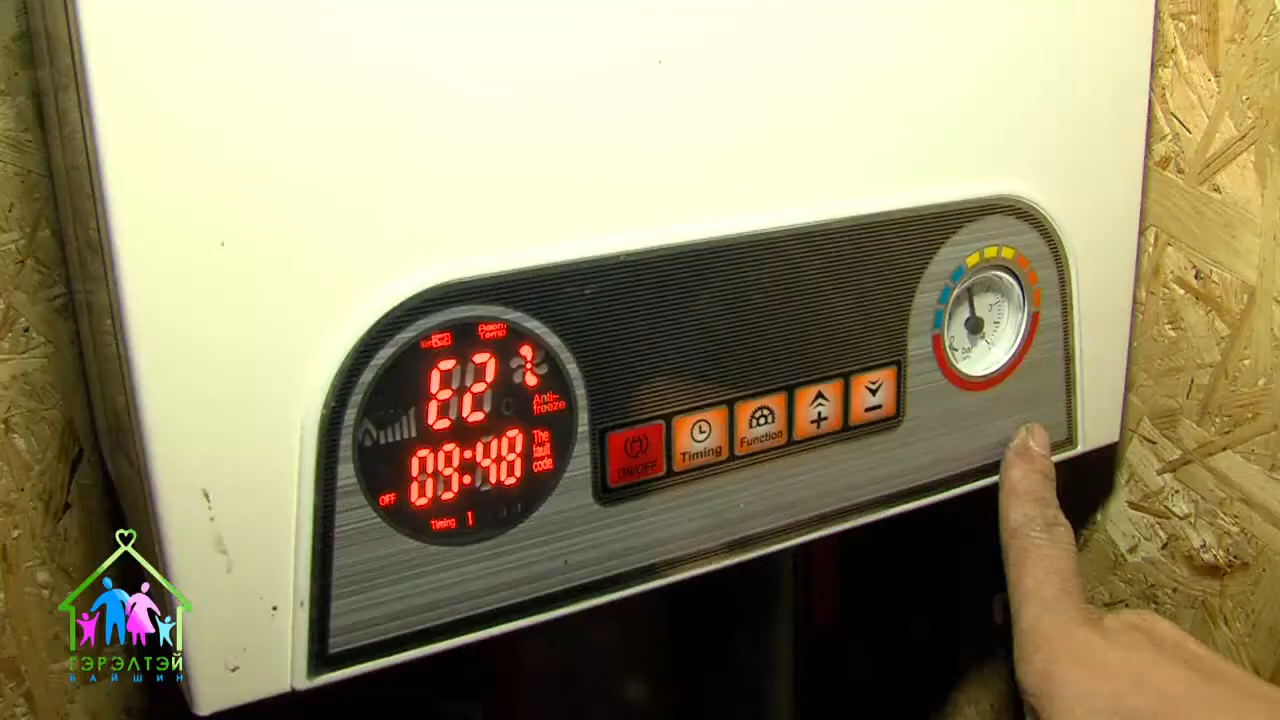 Room
Temp
E2
Anti-
freeze
09:48
The
fault
code
OFF
Timing 1
ON/OFF
Timing
Function
bar
ГЭРЭЛТЭЙ
БАЙШИН